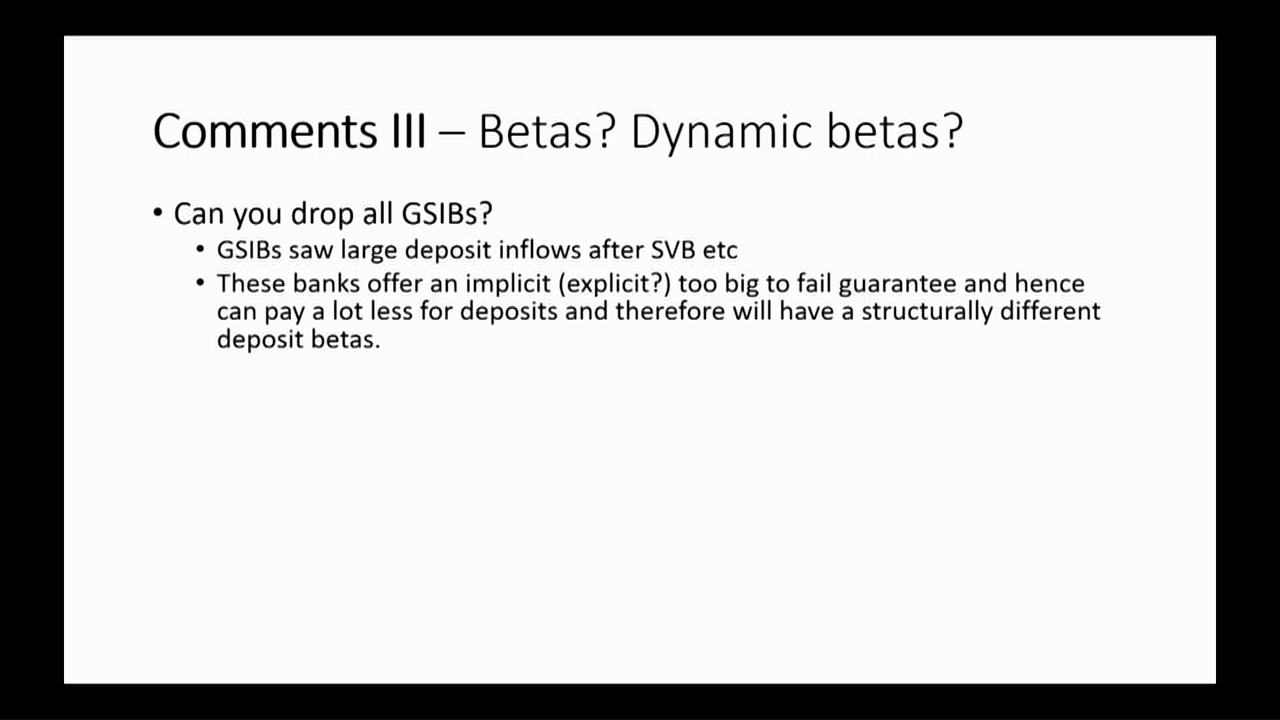 Comments III – Betas? Dynamic betas?
• Can you drop all GSIBs?
• GSIBs saw large deposit inflows after SVB etc
• These banks offer an implicit (explicit?) too big to fail guarantee and hence
can pay a lot less for deposits and therefore will have a structurally different
deposit betas.